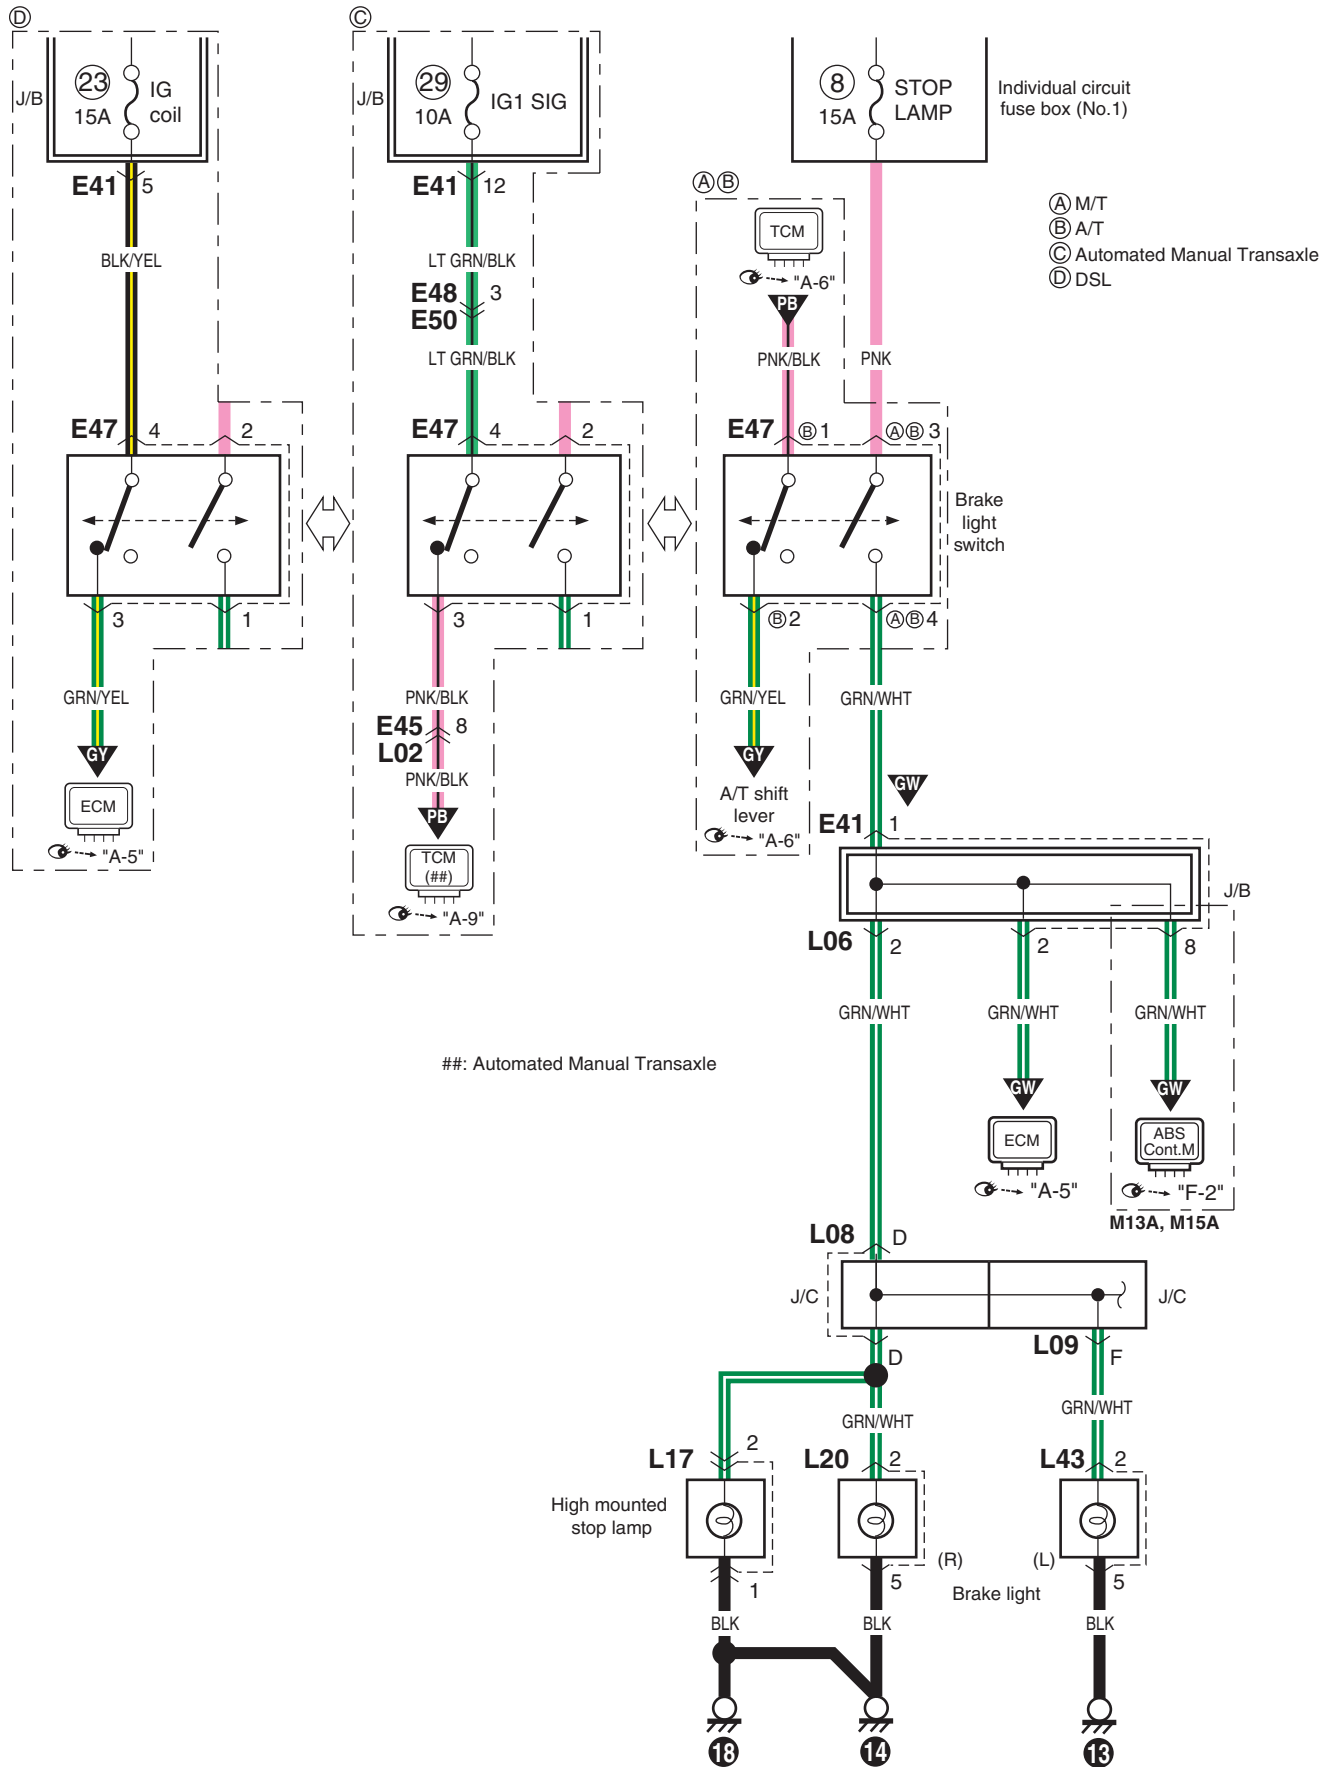 D
C
J/B
23
15A
IG
coil
J/B
29
10A
IG1 SIG
8
15A
STOP
LAMP
Individual circuit
fuse box (No.1)
E41
5
E41
12
A B
TCM
"A-6"
PB
A M/T
B A/T
C Automated Manual Transaxle
D DSL
BLK/YEL
LT GRN/BLK
E48
3
E50
LT GRN/BLK
PNK/BLK
PNK
E47
4
2
E47
4
2
E47
B 1
A B 3
Brake
light
switch
3
1
3
1
B 2
A B 4
GRN/YEL
PNK/BLK
GRN/YEL
GRN/WHT
E45
8
L02
GY
ECM
"A-5"
PNK/BLK
PB
TCM
(##)
"A-9"
GY
A/T shift
lever
"A-6"
GW
E41
1
J/B
L06
2
2
8
GRN/WHT
GRN/WHT
GRN/WHT
##: Automated Manual Transaxle
GW
GW
ECM
"A-5"
ABS
Cont.M
"F-2"
M13A, M15A
L08
D
J/C
J/C
D
L09
F
GRN/WHT
GRN/WHT
L17
2
L20
2
L43
2
High mounted
stop lamp
(R)
(L)
Brake light
1
5
5
BLK
BLK
BLK
18
14
13